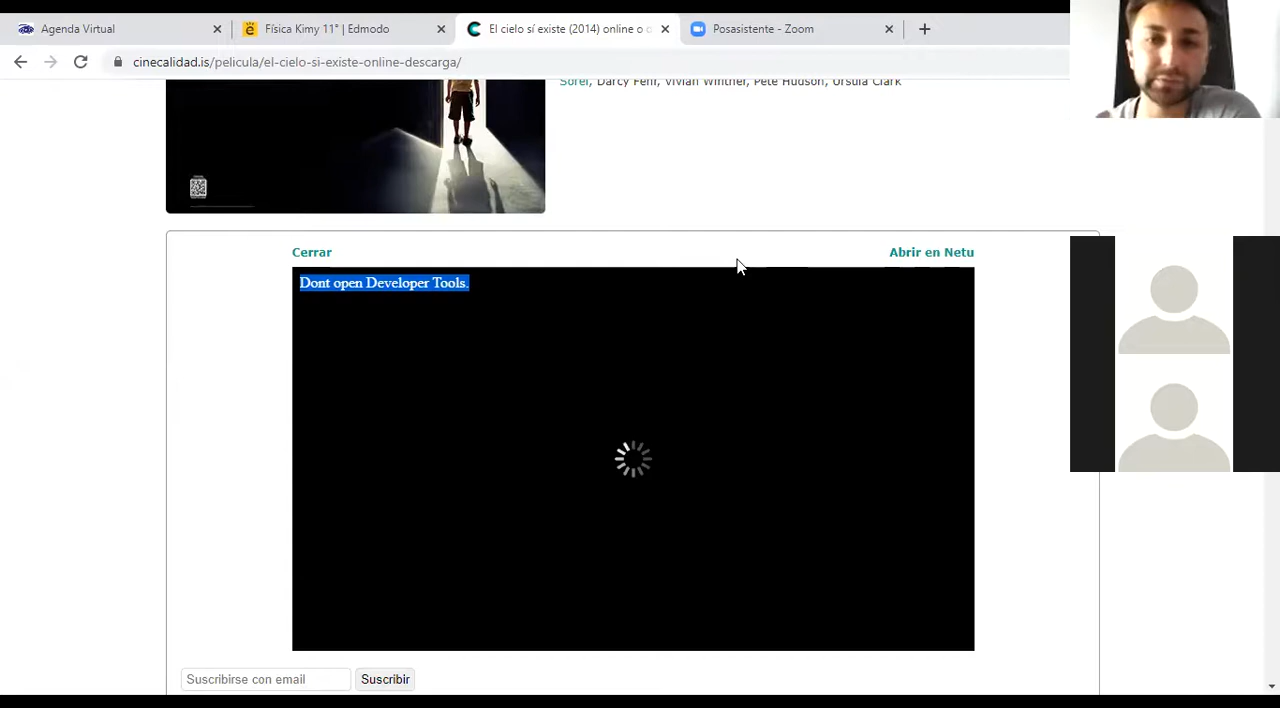 Agenda Virtual
Física Kimy 11° | Edmodo
El cielo sí existe (2014) online o d
Posasistente - Zoom
cinecalidad.is/pelicula/el-cielo-si-existe-online-descarga/
Sorel, Darcy Fehr, Vivian Winther, Pete Hudson, Ursula Clark
Cerrar
Abrir en Netu
Dont open Developer Tools.
Suscribirse con email
Suscribir